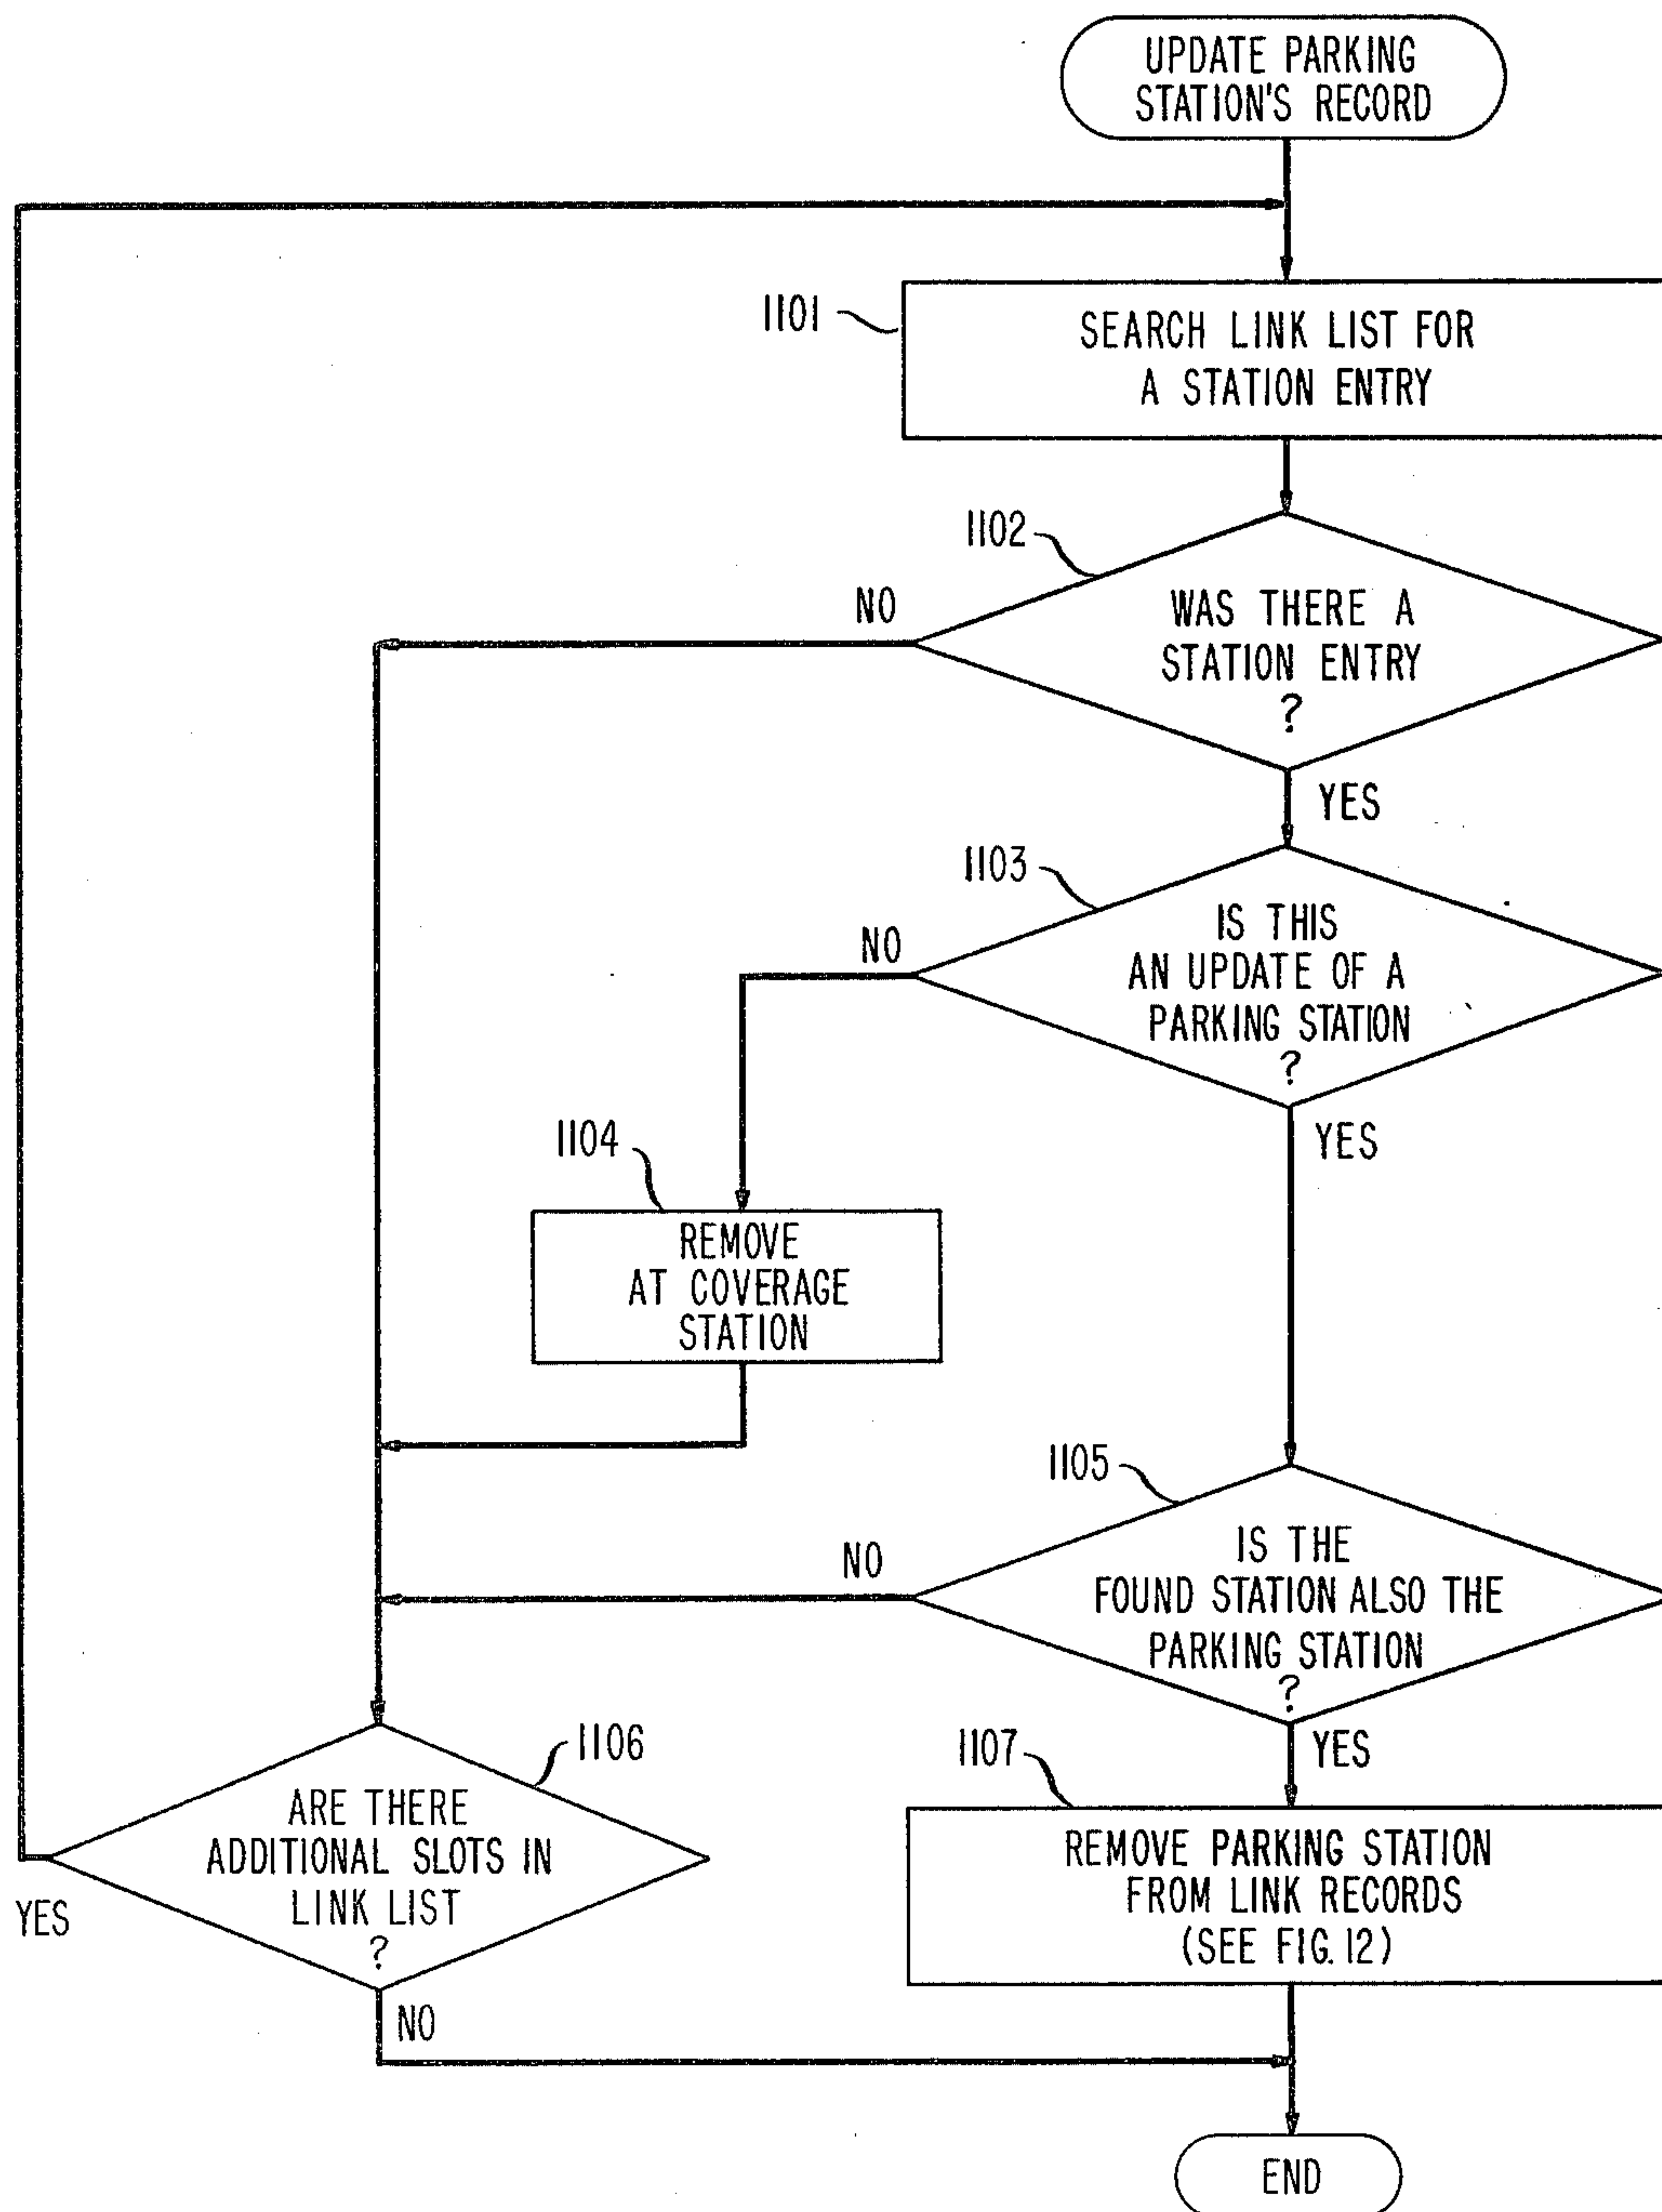 UPDATE PARKING
STATION'S RECORD
1101
SEARCH LINK LIST FOR
A STATION ENTRY
1102
NO
WAS THERE A
STATION ENTRY
?
YES
1103
NO
IS THIS
AN UPDATE OF A
PARKING STATION
?
YES
1104
REMOVE
AT COVERAGE
STATION
1105
NO
IS THE
FOUND STATION ALSO THE
PARKING STATION
?
YES
1106
ARE THERE
ADDITIONAL SLOTS IN
LINK LIST
?
YES
NO
1107
REMOVE PARKING STATION
FROM LINK RECORDS
(SEE FIG. 12)
END